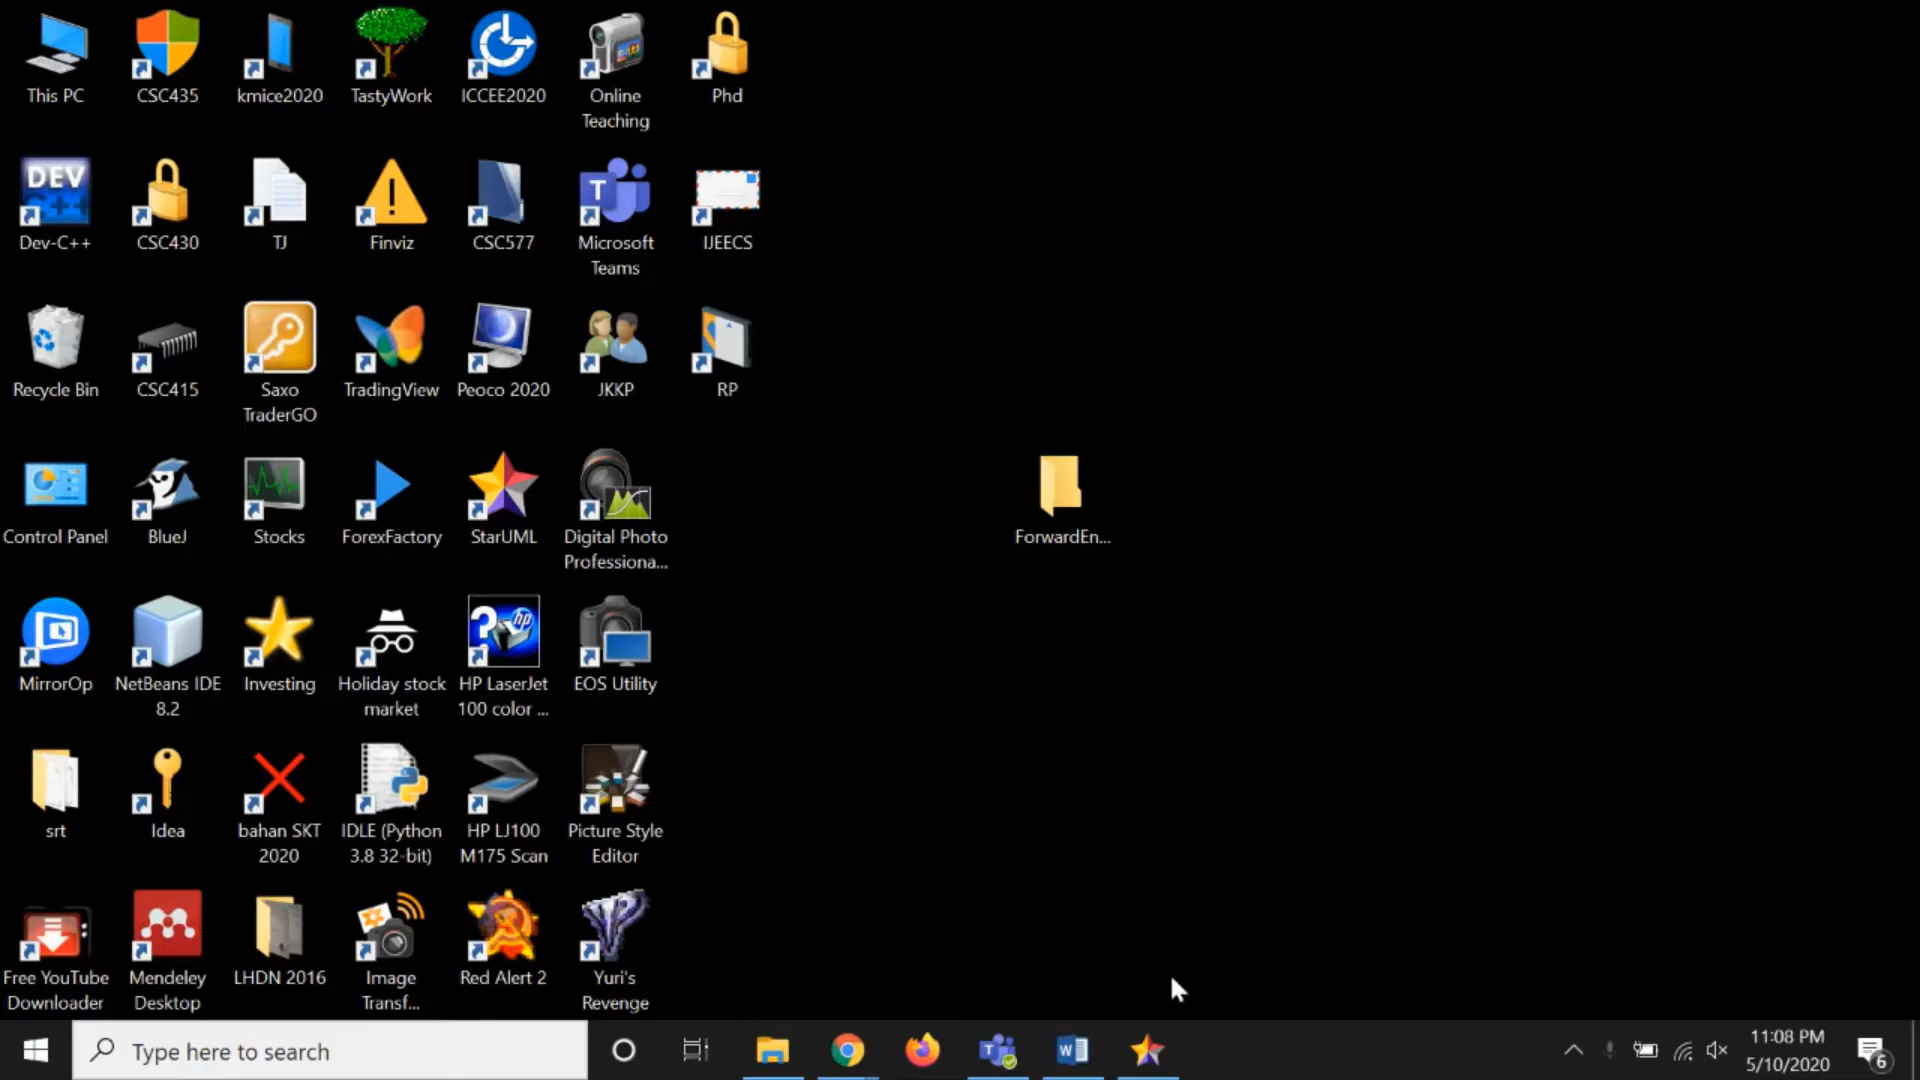 This PC
CSC435
kmice2020
TastyWork
ICCEE2020
Online
Teaching
Phd
DEV
C++
Dev-C++
CSC430
TJ
Finviz
CSC577
T
Microsoft
Teams
IJEECS
Recycle Bin
CSC415
Saxo
TraderGO
TradingView
Peoco 2020
JKKP
RP
Control Panel
BlueJ
Stocks
ForexFactory
StarUML
Digital Photo
Professiona...
ForwardEn...
MirrorOp
NetBeans IDE
8.2
Investing
Holiday stock
market
? hp
HP LaserJet
100 color ...
EOS Utility
srt
Idea
bahan SKT
2020
IDLE (Python
3.8 32-bit)
HP LJ100
M175 Scan
Picture Style
Editor
Free YouTube
Downloader
Mendeley
Desktop
LHDN 2016
Image
Transf...
Red Alert 2
Yuri's
Revenge
Type here to search
T
W
11:08 PM
5/10/2020
6